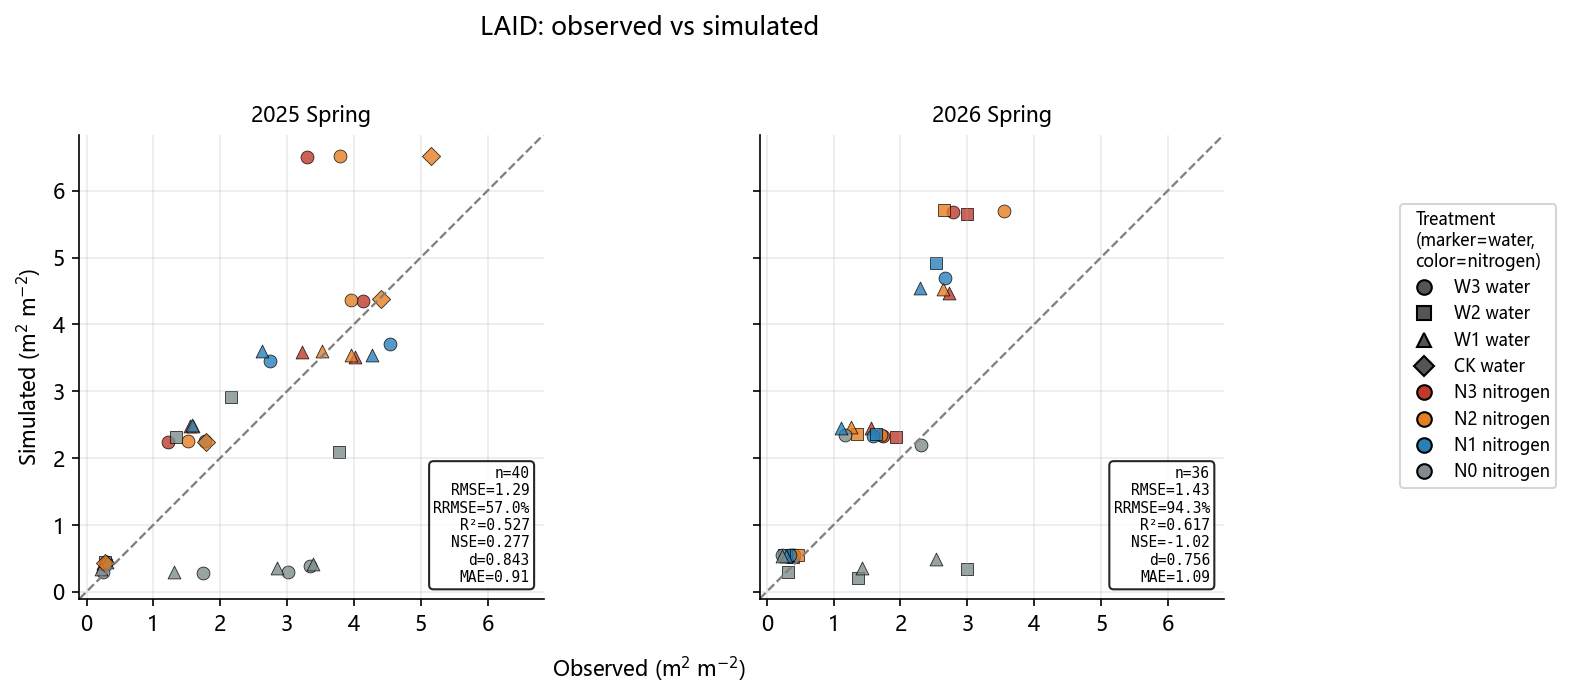 LAID: observed vs simulated
2025 Spring
Simulated (m² m⁻²)
6
5
4
3
2
1
0
0 1 2 3 4 5 6
n=40
RMSE=1.29
RRMSE=57.0%
R²=0.527
NSE=0.277
d=0.843
MAE=0.91
2026 Spring
0 1 2 3 4 5 6
n=36
RMSE=1.43
RRMSE=94.3%
R²=0.617
NSE=-1.02
d=0.756
MAE=1.09
Observed (m² m⁻²)
Treatment
(marker=water,
color=nitrogen)
W3 water
W2 water
W1 water
CK water
N3 nitrogen
N2 nitrogen
N1 nitrogen
N0 nitrogen